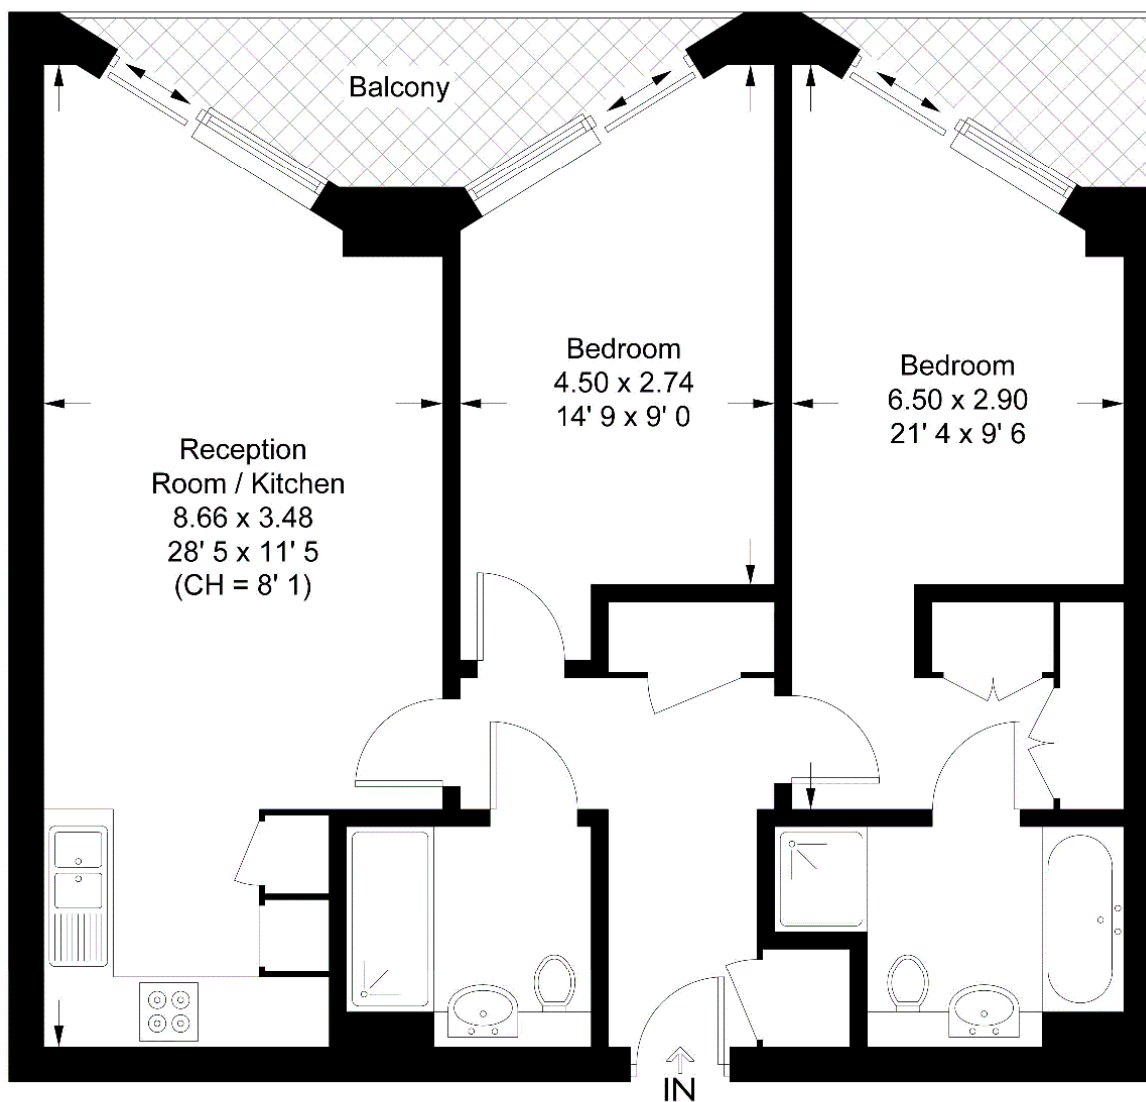 Balcony
Bedroom
4.50 x 2.74
14' 9 x 9' 0
Bedroom
6.50 x 2.90
21' 4 x 9' 6
Reception
Room / Kitchen
8.66 x 3.48
28' 5 x 11' 5
(CH = 8' 1)
IN